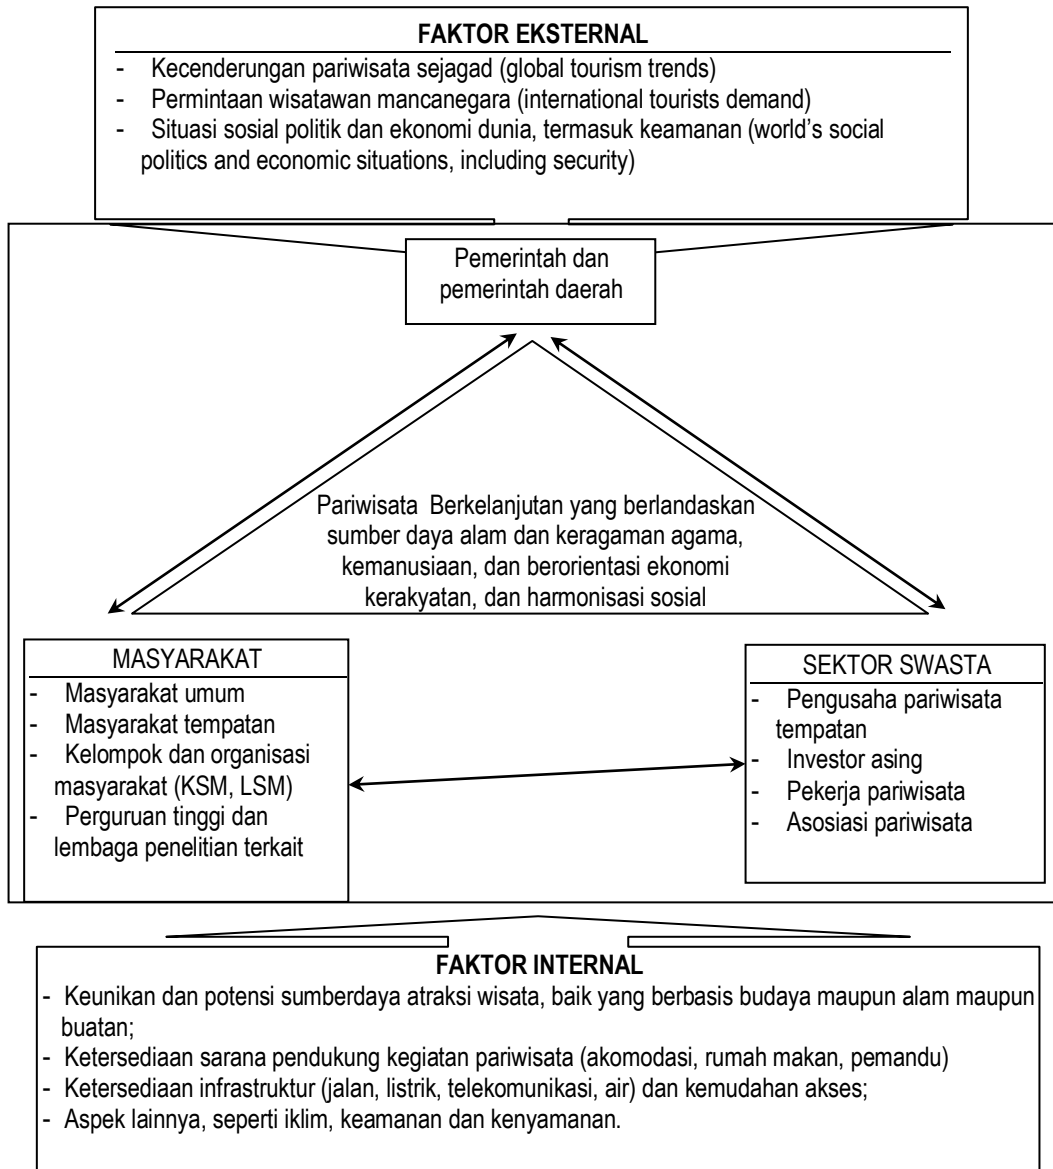 FAKTOR EKSTERNAL
- Kecenderungan pariwisata sejagad (global tourism trends)
- Permintaan wisatawan mancanegara (international tourists demand)
- Situasi sosial politik dan ekonomi dunia, termasuk keamanan (world's social
politics and economic situations, including security)
Pemerintah dan
pemerintah daerah
Pariwisata Berkelanjutan yang berlandaskan
sumber daya alam dan keragaman agama,
kemanusiaan, dan berorientasi ekonomi
kerakyatan, dan harmonisasi sosial
MASYARAKAT
- Masyarakat umum
- Masyarakat tempatan
- Kelompok dan organisasi
masyarakat (KSM, LSM)
- Perguruan tinggi dan
lembaga penelitian terkait
SEKTOR SWASTA
- Pengusaha pariwisata
tempatan
- Investor asing
- Pekerja pariwisata
- Asosiasi pariwisata
FAKTOR INTERNAL
- Keunikan dan potensi sumberdaya atraksi wisata, baik yang berbasis budaya maupun alam maupun
buatan;
- Ketersediaan sarana pendukung kegiatan pariwisata (akomodasi, rumah makan, pemandu)
- Ketersediaan infrastruktur (jalan, listrik, telekomunikasi, air) dan kemudahan akses;
- Aspek lainnya, seperti iklim, keamanan dan kenyamanan.